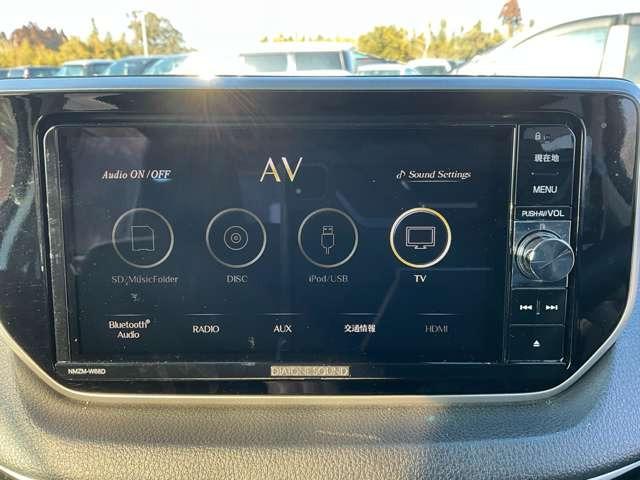 Audio ON/OFF
AV
♪ Sound Settings
SD/MusicFolder
DISC
iPod/USB
TV
Bluetooth® Audio
RADIO
AUX
交通情報
HDMI
現在地
MENU
PUSH-AV VOL
NMZM-W68D
DIATONE SOUND